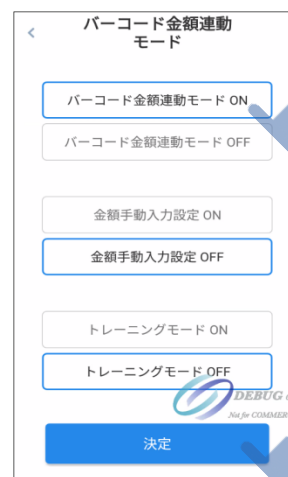 バーコード金額連動
モード
バーコード金額連動モード ON
バーコード金額連動モード OFF
金額手動入力設定 ON
金額手動入力設定 OFF
トレーニングモード ON
トレーニングモード OFF
DEBUG
Not for COMMER
決定